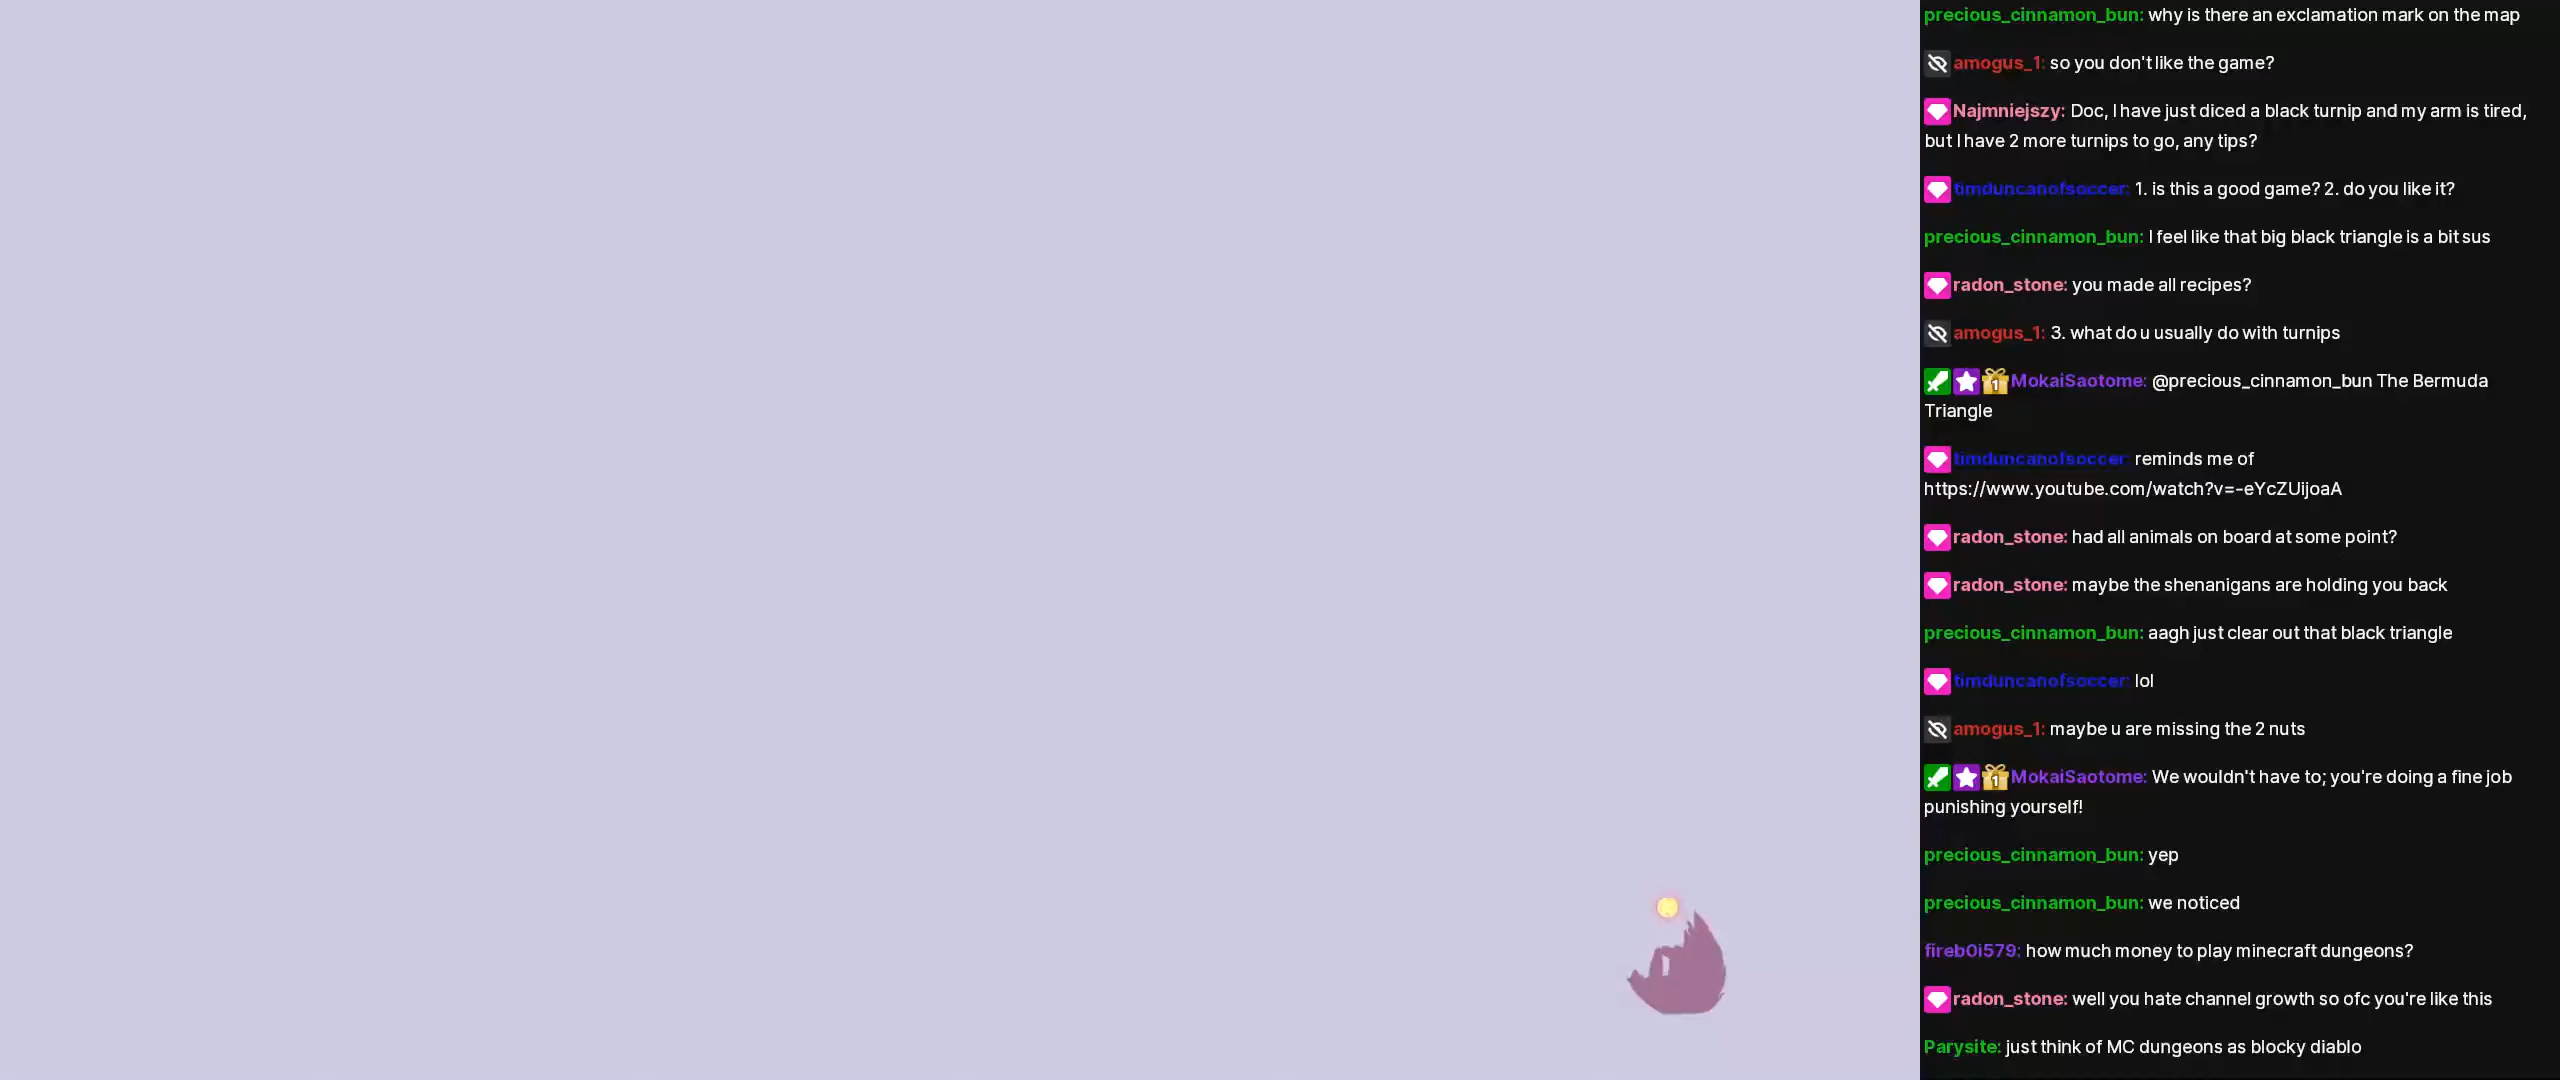 precious_cinnamon_bun: why is there an exclamation mark on the map
amogus_1: so you don't like the game?
Najmniejszy: Doc, I have just diced a black turnip and my arm is tired,
but I have 2 more turnips to go, any tips?
timduncanofsoccer: 1. is this a good game? 2. do you like it?
precious_cinnamon_bun: I feel like that big black triangle is a bit sus
radon_stone: you made all recipes?
amogus_1: 3. what do u usually do with turnips
1 MokaiSaotome: @precious_cinnamon_bun The Bermuda
Triangle
timduncanofsoccer: reminds me of
https://www.youtube.com/watch?v=-eYcZUijoaA
radon_stone: had all animals on board at some point?
radon_stone: maybe the shenanigans are holding you back
precious_cinnamon_bun: aagh just clear out that black triangle
timduncanofsoccer: lol
amogus_1: maybe u are missing the 2 nuts
1 MokaiSaotome: We wouldn't have to; you're doing a fine job
punishing yourself!
precious_cinnamon_bun: yep
precious_cinnamon_bun: we noticed
fireb0i579: how much money to play minecraft dungeons?
radon_stone: well you hate channel growth so ofc you're like this
Parysite: just think of MC dungeons as blocky diablo